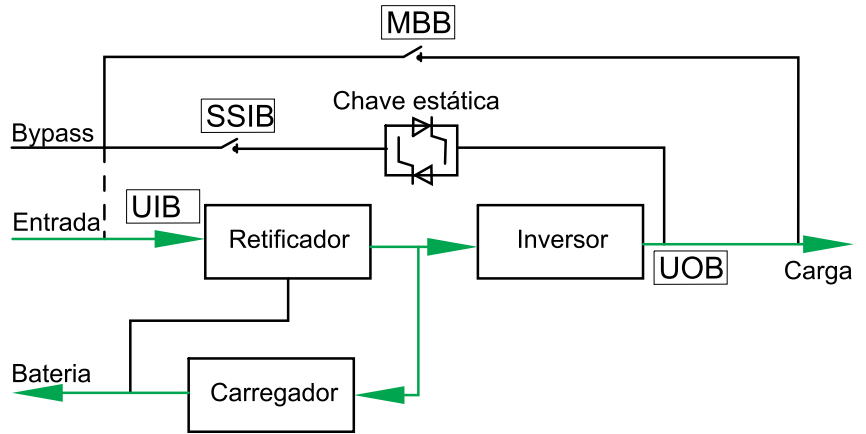 MBB
Chave estática
SSIB
Bypass
UIB
Entrada
Retificador
Inversor
UOB
Carga
Bateria
Carregador